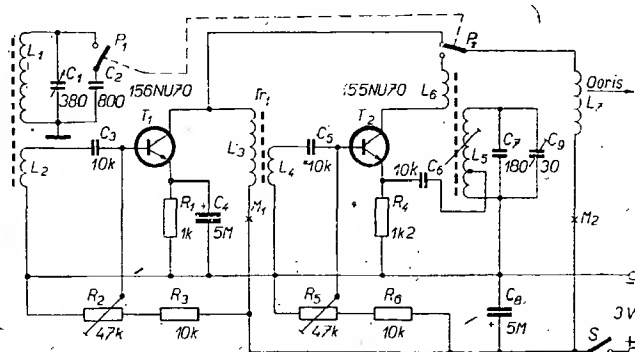 L1
C1
380
P1
C2
800
156NU70
T1
C3
10k
L2
R1
1k
C4
+
5M
Tr1
L3
M1
L4
C5
10k
155NU70
T2
10k
C6
R4
1k2
L6
L5
C7
180
C9
30
L7
Doris
M2
R2
47k
R3
10k
R5
47k
R6
10k
C8
+
5M
3V
S
+